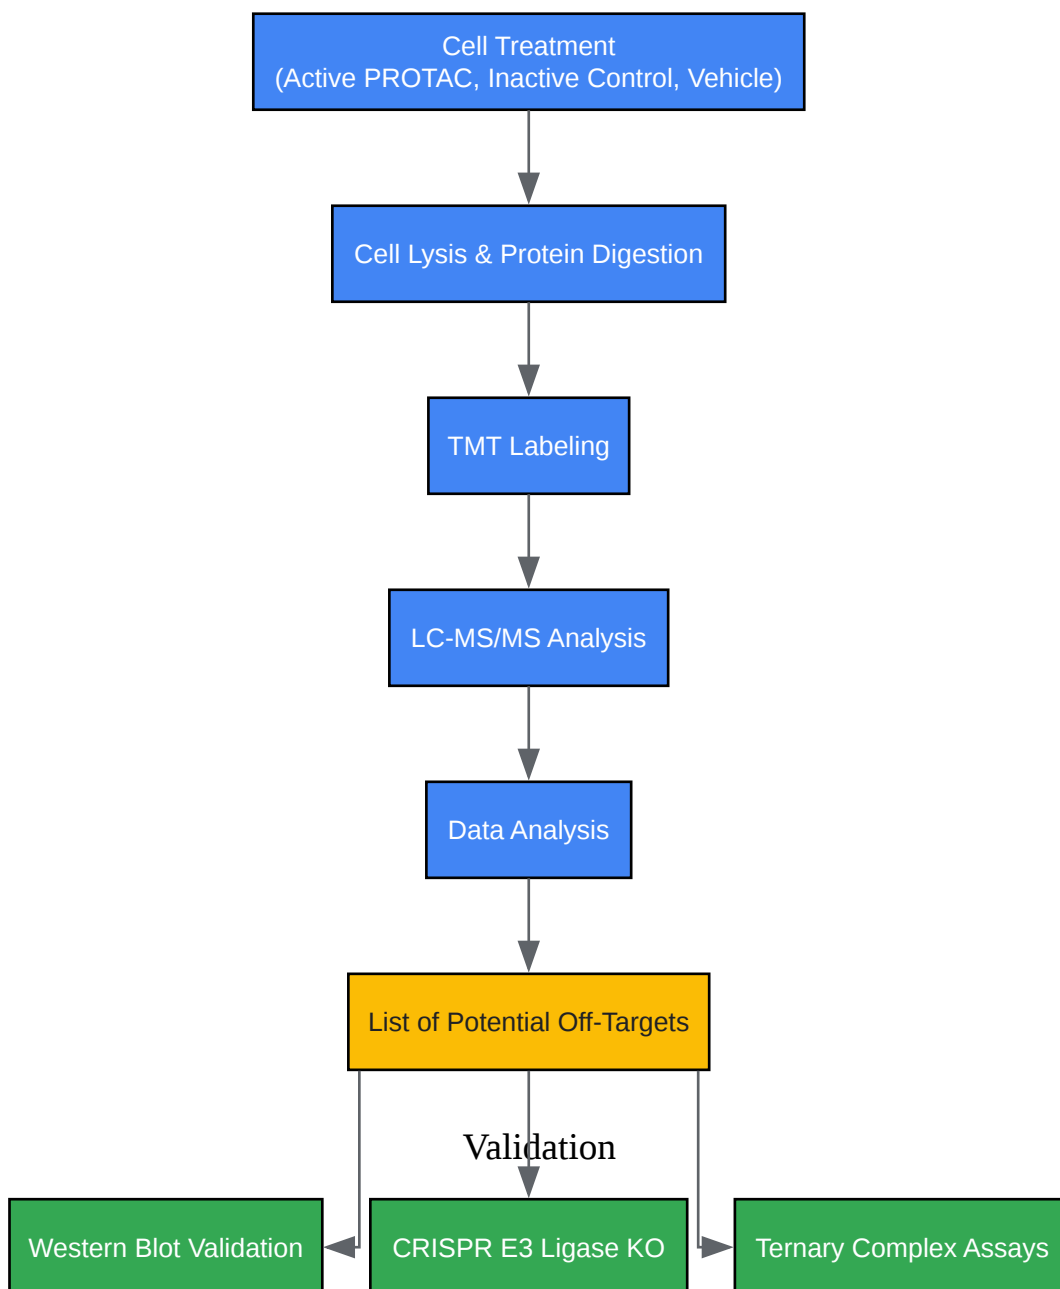 Cell Treatment
(Active PROTAC, Inactive Control, Vehicle)
Cell Lysis & Protein Digestion
TMT Labeling
LC-MS/MS Analysis
Data Analysis
List of Potential Off-Targets
Validation
Western Blot Validation
CRISPR E3 Ligase KO
Ternary Complex Assays